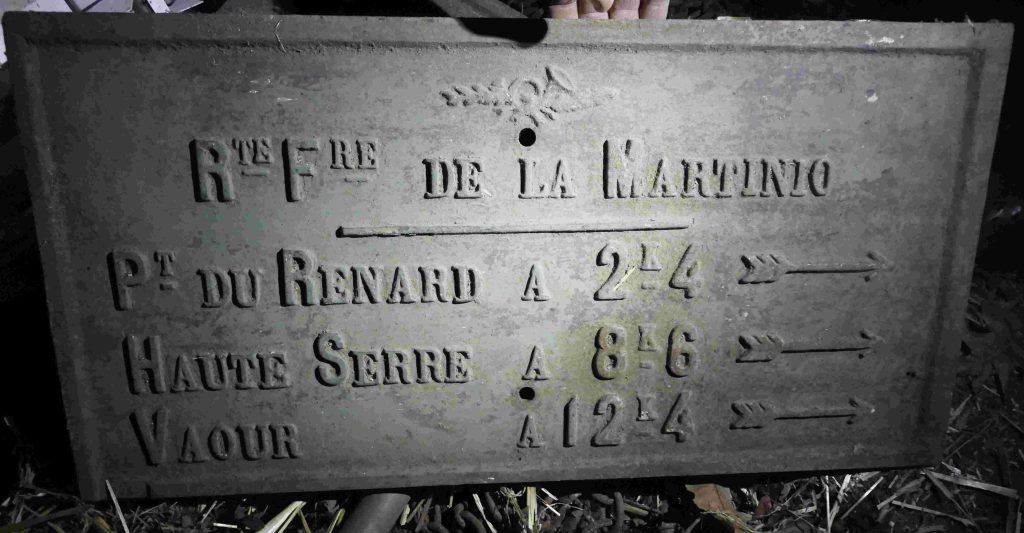 RTE FRE DE LA MARTINIO
PT DU RENARD A 2K4
HAUTE SERRE A 8K6
VAOUR A 12K4